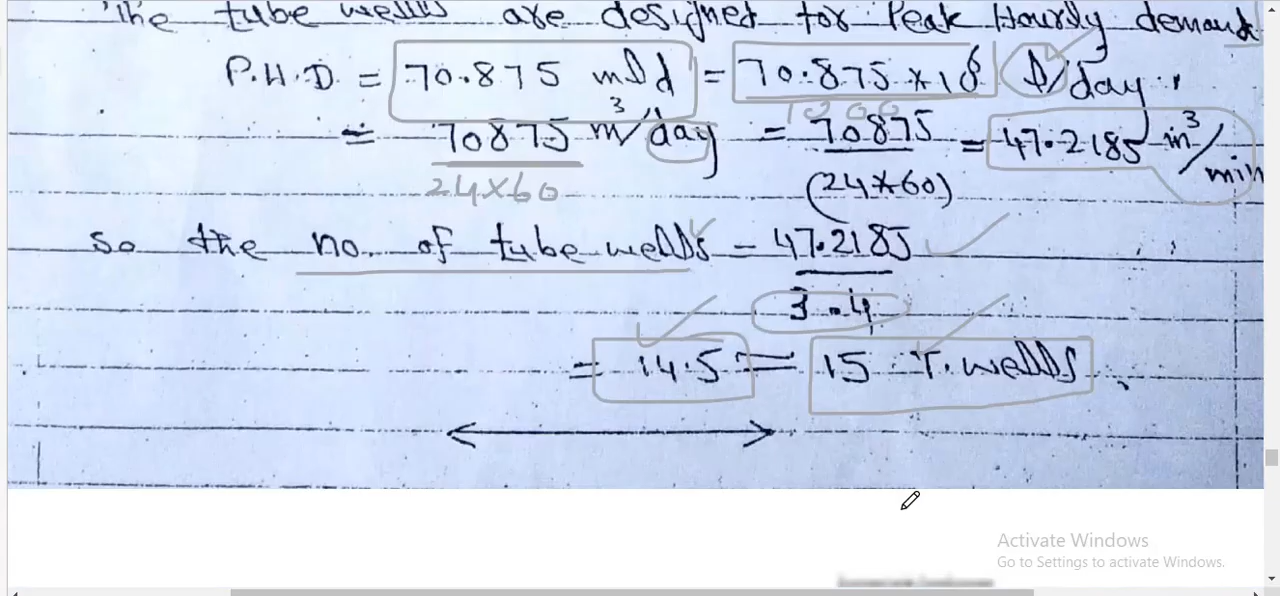 The tube wells are designed for Peak Hourly demand
P.H.D = 70.875 mld = 70.875 * 10⁶ l/day.
= 70875 m³/day = 70875 = 47.2185 m³/min
24×60 (24*60)
so the no. of tube wells = 47.2185
3.4
= 14.5 = 15 T. wells.
Activate Windows
Go to Settings to activate Windows.